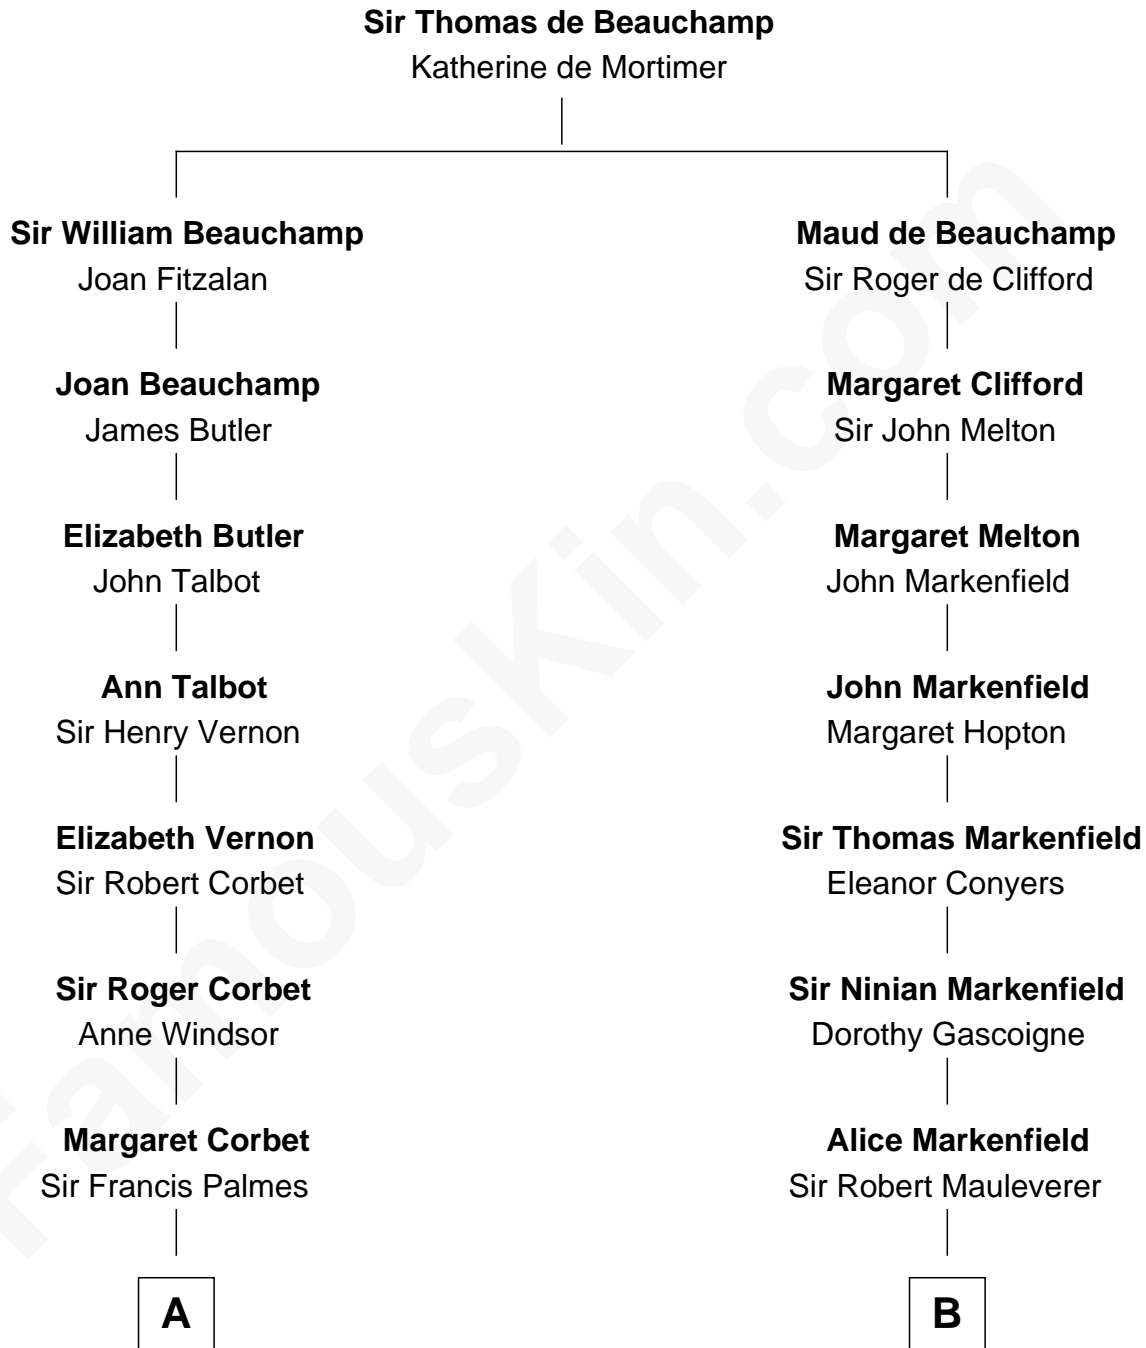 Sir Thomas de Beauchamp
Katherine de Mortimer
Sir William Beauchamp
Joan Fitzalan
Maud de Beauchamp
Sir Roger de Clifford
Joan Beauchamp
James Butler
Margaret Clifford
Sir John Melton
Elizabeth Butler
John Talbot
Margaret Melton
John Markenfield
Ann Talbot
Sir Henry Vernon
John Markenfield
Margaret Hopton
Elizabeth Vernon
Sir Robert Corbet
Sir Thomas Markenfield
Eleanor Conyers
Sir Roger Corbet
Anne Windsor
Sir Ninian Markenfield
Dorothy Gascoigne
Margaret Corbet
Sir Francis Palmes
Alice Markenfield
Sir Robert Mauleverer
A
B
FamousKin.com